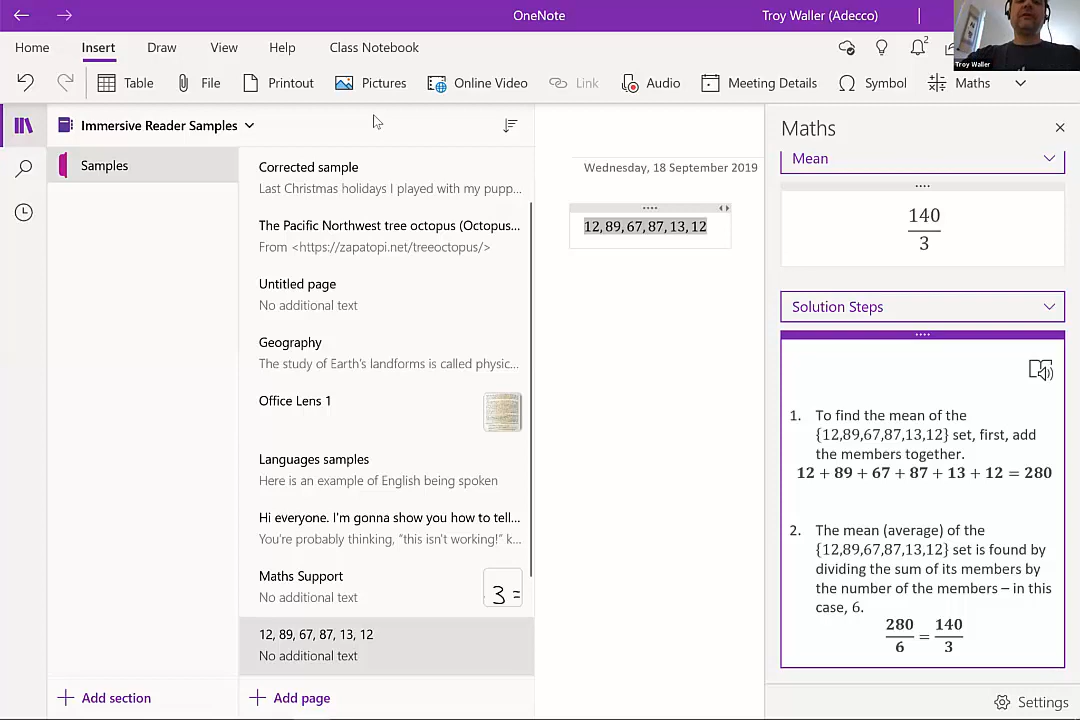 OneNote
Troy Waller (Adecco)
Troy Waller
Home Insert Draw View Help Class Notebook
2
Table File Printout Pictures Online Video Link Audio Meeting Details Symbol Maths
Immersive Reader Samples
Samples
Corrected sample
Last Christmas holidays I played with my pupp...
The Pacific Northwest tree octopus (Octopus...
From <https://zapatopi.net/treeoctopus/>
Untitled page
No additional text
Geography
The study of Earth's landforms is called physic...
Office Lens 1
Languages samples
Here is an example of English being spoken
Hi everyone. I'm gonna show you how to tell...
You're probably thinking, "this isn't working!" k...
Maths Support
No additional text
3 =
12, 89, 67, 87, 13, 12
No additional text
Add section
Add page
Wednesday, 18 September 2019
12, 89, 67, 87, 13, 12
Maths
Mean
140
3
Solution Steps
1. To find the mean of the
{12,89,67,87,13,12} set, first, add
the members together.
12 + 89 + 67 + 87 + 13 + 12 = 280
2. The mean (average) of the
{12,89,67,87,13,12} set is found by
dividing the sum of its members by
the number of the members – in this
case, 6.
280/6 = 140/3
Settings